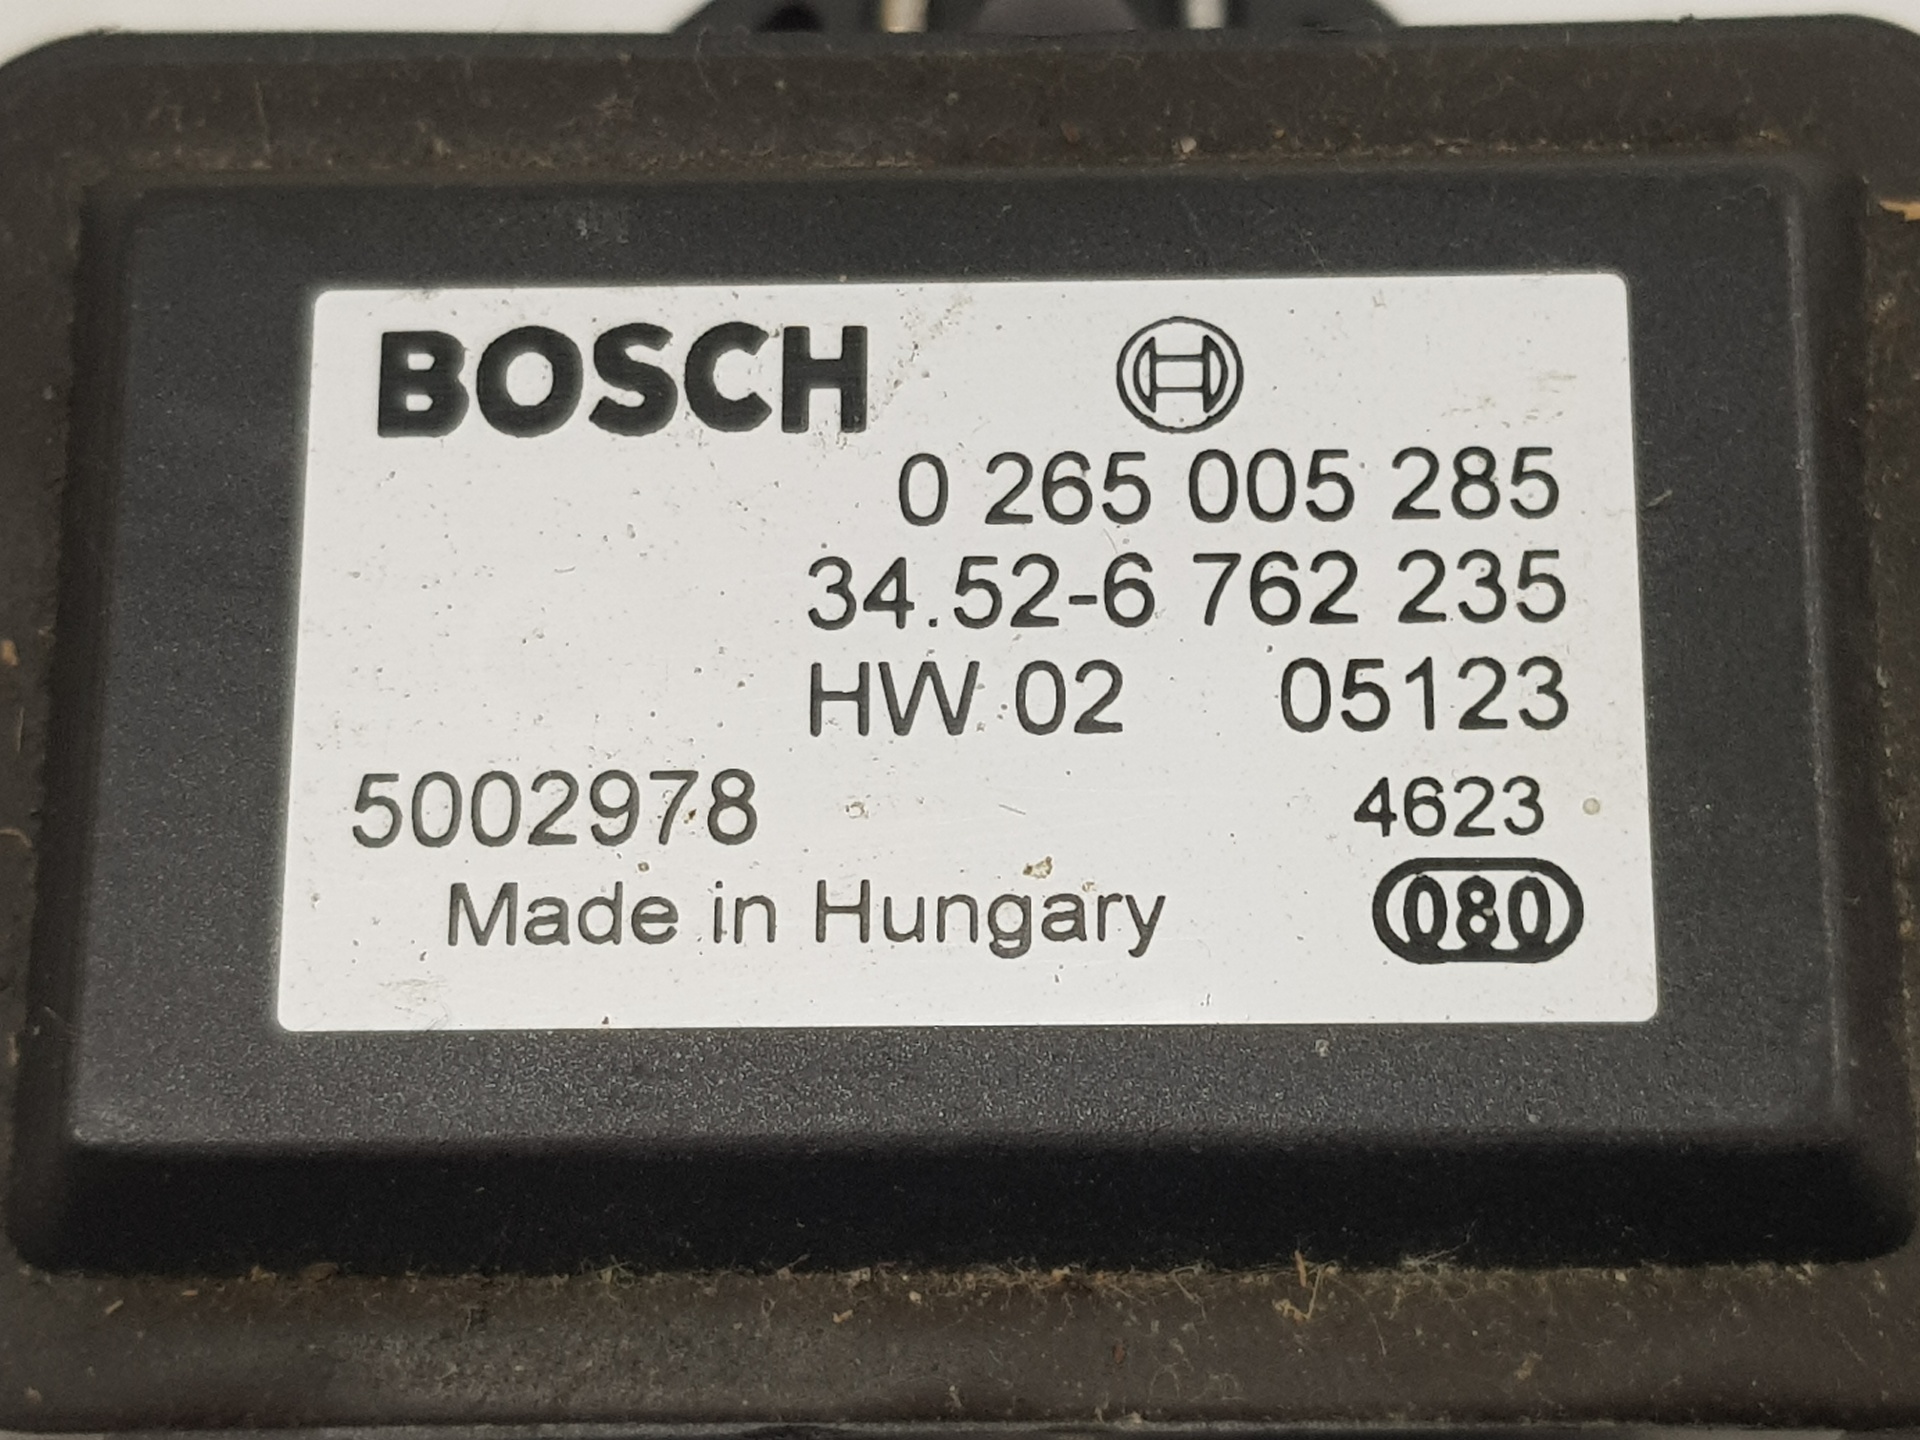 BOSCH
0 265 005 285
34.52-6 762 235
HW 02 05123
5002978 4623
Made in Hungary 080